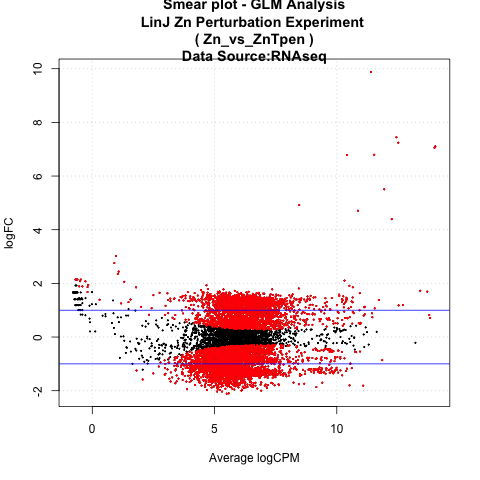 Smear plot - GLM Analysis
LinJ Zn Perturbation Experiment
( Zn_vs_ZnTpen )
Data Source:RNAseq
10
8
6
4
2
0
-2
logFC
0 5 10
Average logCPM